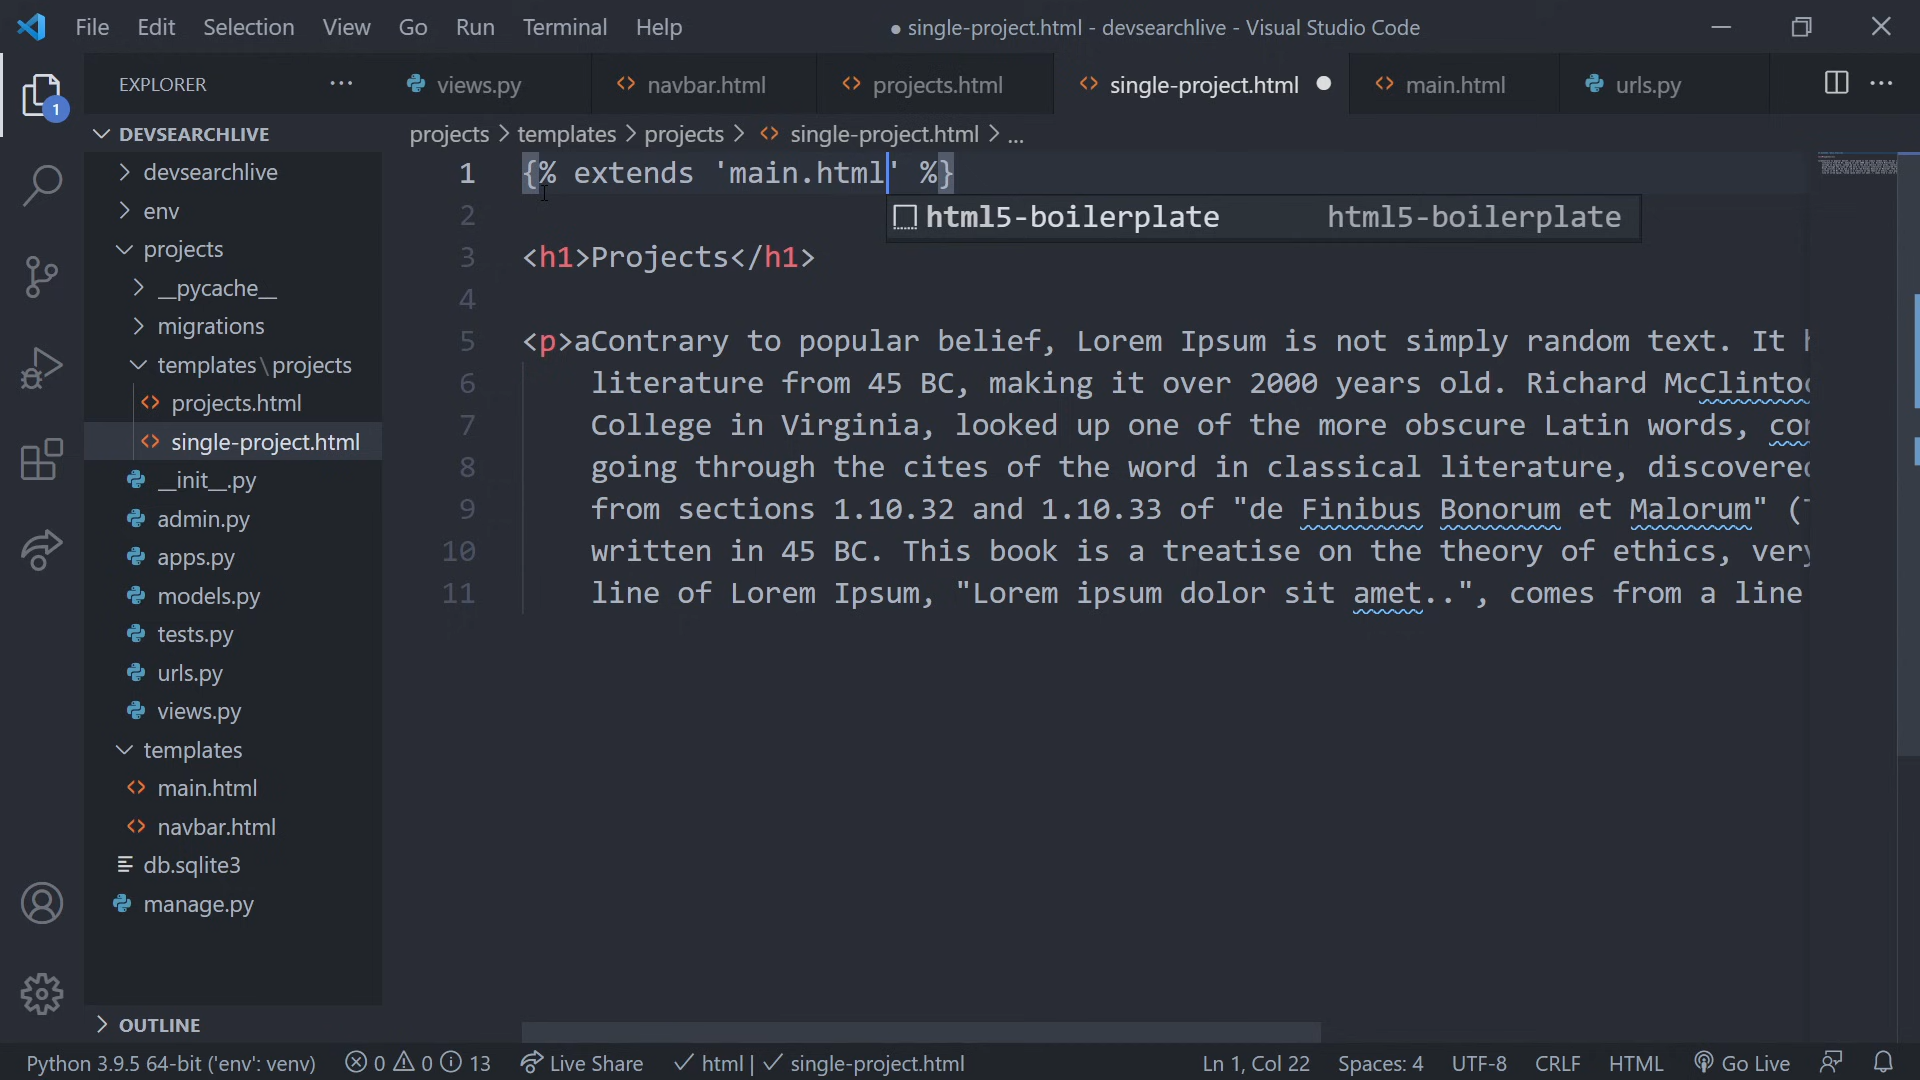 File Edit Selection View Go Run Terminal Help
● single-project.html - devsearchlive - Visual Studio Code
EXPLORER ...
views.py
navbar.html
projects.html
single-project.html
main.html
urls.py
1
DEVSEARCHLIVE
projects > templates > projects > single-project.html > ...
devsearchlive
env
projects
__pycache__
migrations
templates\projects
projects.html
single-project.html
__init__.py
admin.py
apps.py
models.py
tests.py
urls.py
views.py
templates
main.html
navbar.html
db.sqlite3
manage.py
OUTLINE
1 {% extends 'main.html' %}
html5-boilerplate html5-boilerplate
2
3 <h1>Projects</h1>
4
5 <p>aContrary to popular belief, Lorem Ipsum is not simply random text. It
6 literature from 45 BC, making it over 2000 years old. Richard McClintoc
7 College in Virginia, looked up one of the more obscure Latin words, con
8 going through the cites of the word in classical literature, discovered
9 from sections 1.10.32 and 1.10.33 of "de Finibus Bonorum et Malorum" (
10 written in 45 BC. This book is a treatise on the theory of ethics, very
11 line of Lorem Ipsum, "Lorem ipsum dolor sit amet..", comes from a line
Python 3.9.5 64-bit ('env': venv) 0 0 13 Live Share ✓ html | ✓ single-project.html Ln 1, Col 22 Spaces: 4 UTF-8 CRLF HTML Go Live